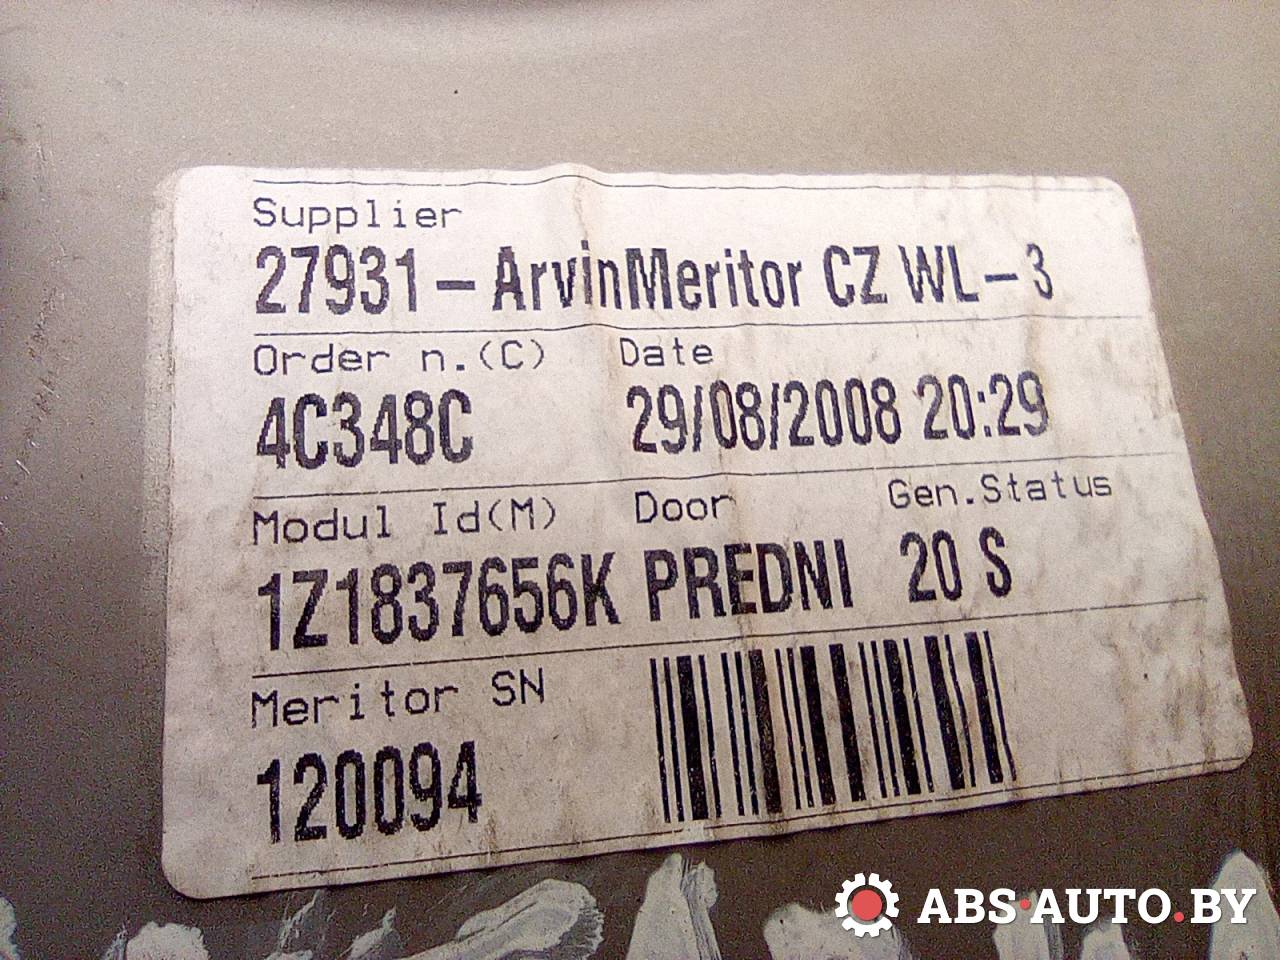 Supplier
27931-ArvinMeritor CZ WL-3
Order n.(C) Date
4C348C 29/08/2008 20:29
Modul Id(M) Door Gen.Status
1Z1837656K PREDNI 20 S
Meritor SN
120094
ABS·AUTO.BY